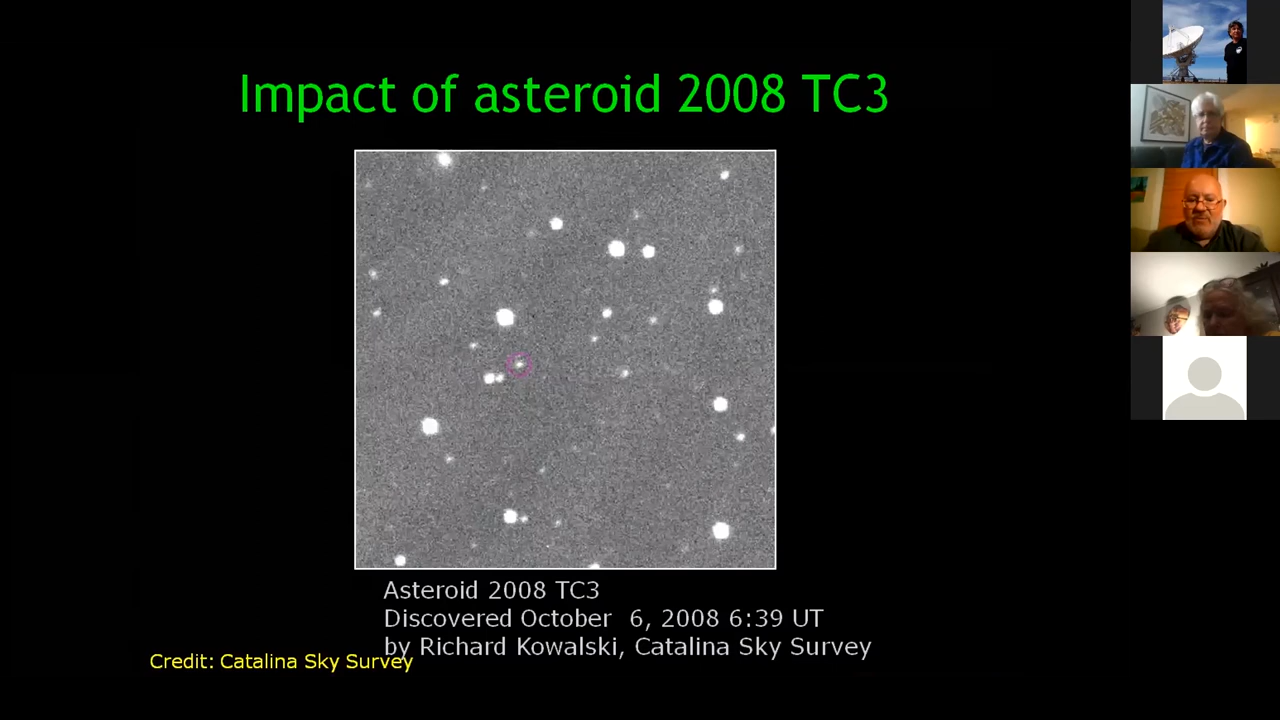 Impact of asteroid 2008 TC3
Asteroid 2008 TC3
Discovered October  6, 2008 6:39 UT
by Richard Kowalski, Catalina Sky Survey
Credit: Catalina Sky Survey